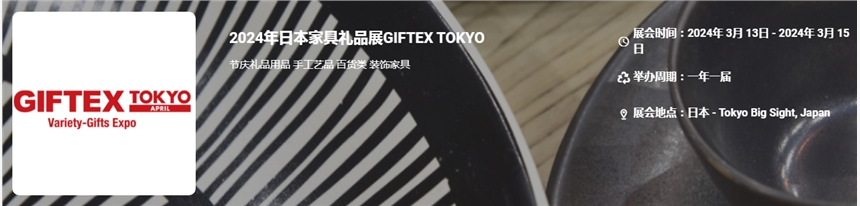 GIFTEX TOKYO
APRIL
Variety-Gifts Expo
2024年日本家具礼品展GIFTEX TOKYO
节庆礼品用品 手工艺品 百货类 装饰家具
展会时间：2024年 3月 13日 - 2024年 3月 15
日
举办周期：一年一届
展会地点：日本 - Tokyo Big Sight, Japan